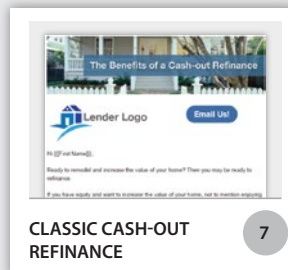 The Benefits of a Cash-out Refinance
Lender Logo
Email Us!
Hi [[First Name]],
Ready to remodel and increase the value of your home? Then you may be ready to
refinance.
If you have equity and want to increase the value of your home, not to mention enjoying
CLASSIC CASH-OUT
REFINANCE
7